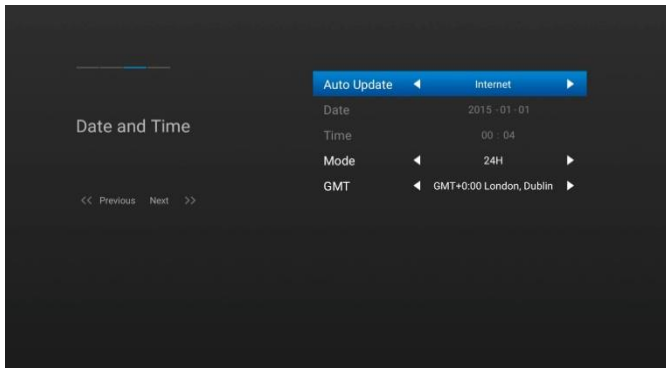 Date and Time
<< Previous Next >>
Auto Update Internet
Date 2015-01-01
Time 00 : 04
Mode 24H
GMT GMT+0:00 London, Dublin